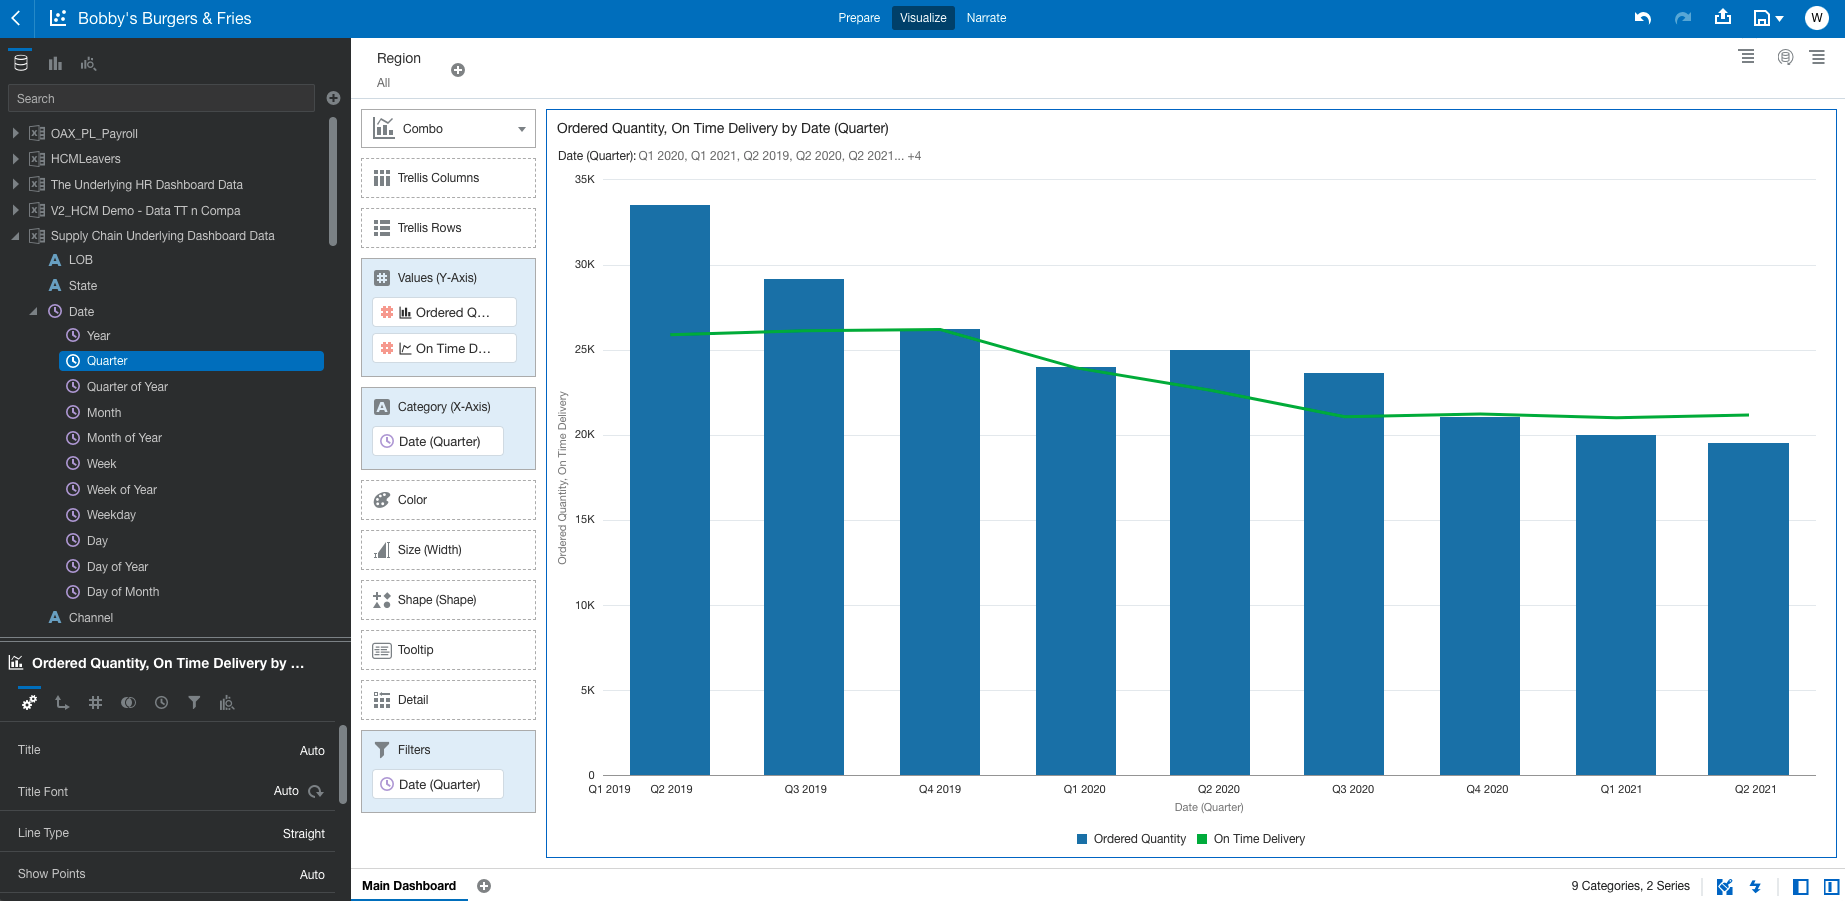 Bobby's Burgers & Fries
Prepare
Visualize
Narrate
W
Search
OAX_PL_Payroll
HCMLeavers
The Underlying HR Dashboard Data
V2_HCM Demo - Data TT n Compa
Supply Chain Underlying Dashboard Data
A LOB
A State
Date
Year
Quarter
Quarter of Year
Month
Month of Year
Week
Week of Year
Weekday
Day
Day of Year
Day of Month
A Channel
Ordered Quantity, On Time Delivery by ...
Title Auto
Title Font Auto
Line Type Straight
Show Points Auto
Region
All
Combo
Trellis Columns
Trellis Rows
Values (Y-Axis)
Ordered Q...
On Time D...
A Category (X-Axis)
Date (Quarter)
Color
Size (Width)
Shape (Shape)
Tooltip
Detail
Filters
Date (Quarter)
Ordered Quantity, On Time Delivery by Date (Quarter)
Date (Quarter): Q1 2020, Q1 2021, Q2 2019, Q2 2020, Q2 2021... +4
35K
30K
25K
20K
15K
10K
5K
0
Ordered Quantity, On Time Delivery
Q1 2019 Q2 2019 Q3 2019 Q4 2019 Q1 2020 Q2 2020 Q3 2020 Q4 2020 Q1 2021 Q2 2021
Date (Quarter)
Ordered Quantity On Time Delivery
Main Dashboard
9 Categories, 2 Series